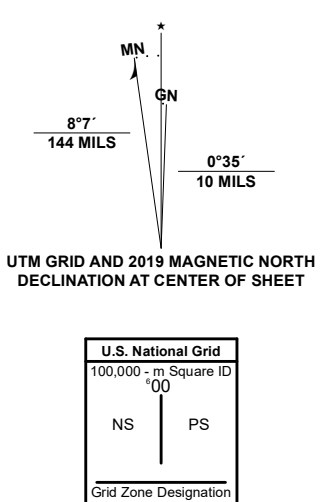 ★
MN
GN
8°7´
144 MILS
0°35´
10 MILS
UTM GRID AND 2019 MAGNETIC NORTH
DECLINATION AT CENTER OF SHEET
U.S. National Grid
100,000 - m Square ID
⁶00
NS PS
Grid Zone Designation